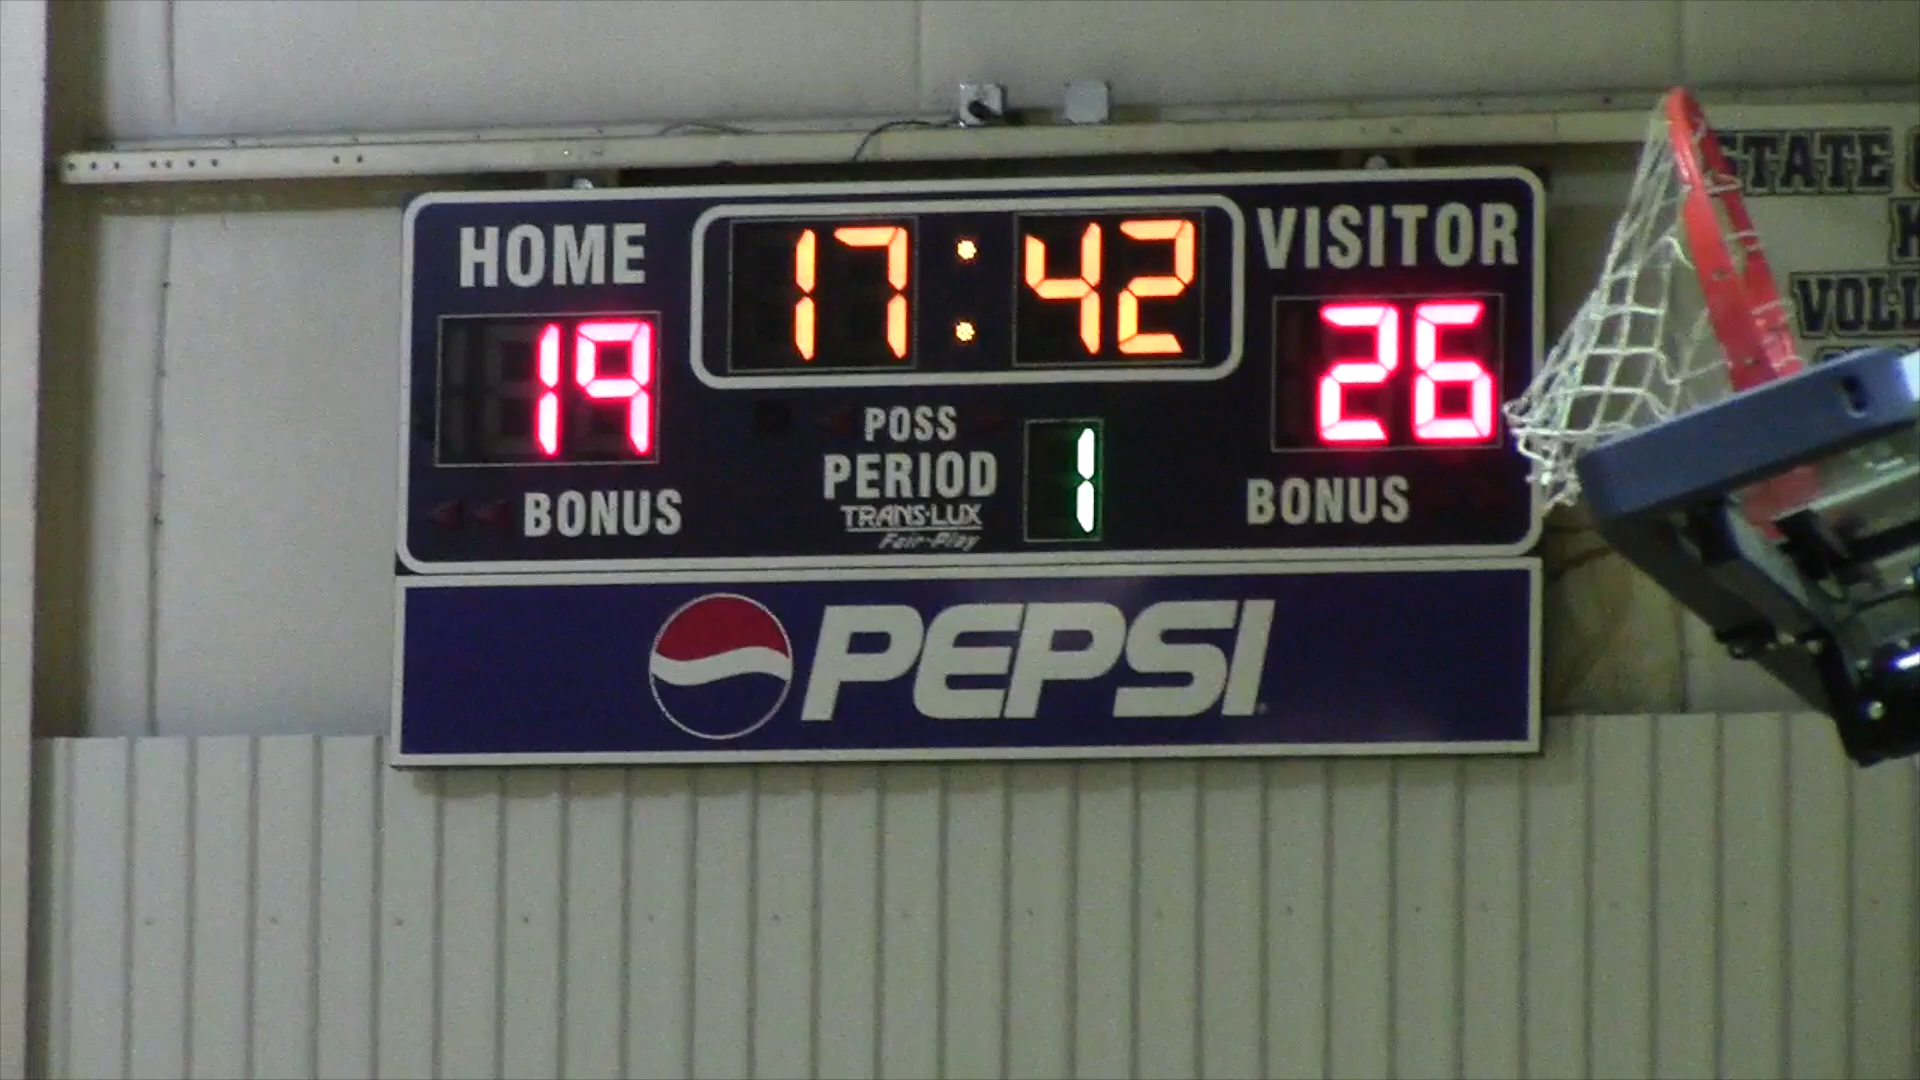 HOME 17:42 VISITOR
19 26
POSS
PERIOD 1
TRANS-LUX
Fair-Play
BONUS BONUS
PEPSI
STATE
VOLL